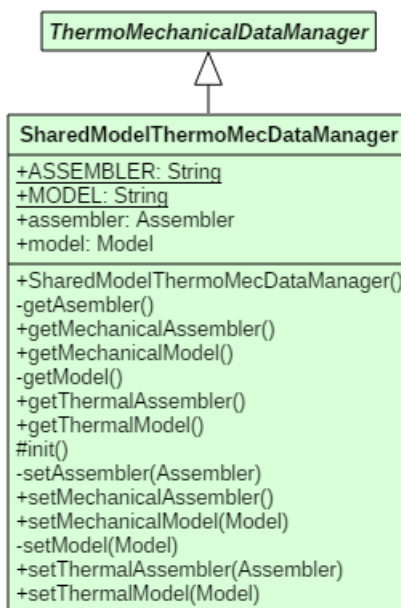 ThermoMechanicalDataManager
SharedModelThermoMecDataManager
+ASSEMBLER: String
+MODEL: String
+assembler: Assembler
+model: Model
+SharedModelThermoMecDataManager()
-getAsembler()
+getMechanicalAssembler()
+getMechanicalModel()
-getModel()
+getThermalAssembler()
+getThermalModel()
#init()
-setAssembler(Assembler)
+setMechanicalAssembler()
+setMechanicalModel(Model)
-setModel(Model)
+setThermalAssembler(Assembler)
+setThermalModel(Model)